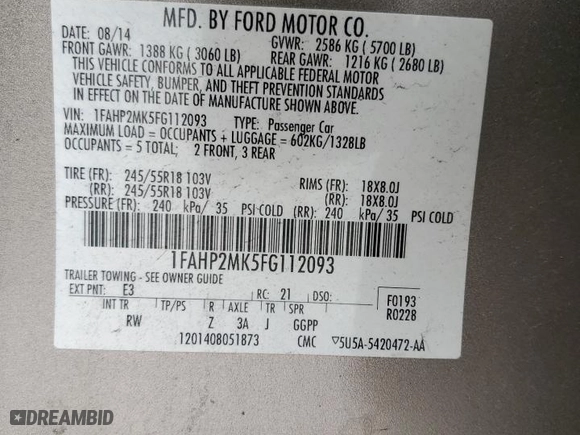 MFD. BY FORD MOTOR CO.
DATE: 08/14 GVWR: 2586 KG (5700 LB)
FRONT GAWR: 1388 KG (3060 LB) REAR GAWR: 1216 KG (2680 LB)
THIS VEHICLE CONFORMS TO ALL APPLICABLE FEDERAL MOTOR
VEHICLE SAFETY, BUMPER, AND THEFT PREVENTION STANDARDS
IN EFFECT ON THE DATE OF MANUFACTURE SHOWN ABOVE.
VIN: 1FAHP2MK5FG112093 TYPE: Passenger Car
MAXIMUM LOAD = OCCUPANTS + LUGGAGE = 602KG/1328LB
OCCUPANTS = 5 TOTAL; 2 FRONT, 3 REAR
TIRE (FR): 245/55R18 103V RIMS (FR): 18X8.0J
(RR): 245/55R18 103V (RR): 18X8.0J
PRESSURE (FR): 240 kPa/ 35 PSI COLD (RR): 240 kPa/ 35 PSI COLD
1FAHP2MK5FG112093
TRAILER TOWING - SEE OWNER GUIDE
EXT PNT: E3 RC: 21 DSO:
INT TR TP/PS R AXLE TR SPR
RW Z 3A J GGPP
F0193
R0228
1201408051873 CMC ▽5U5A-5420472-AA
DREAMBID